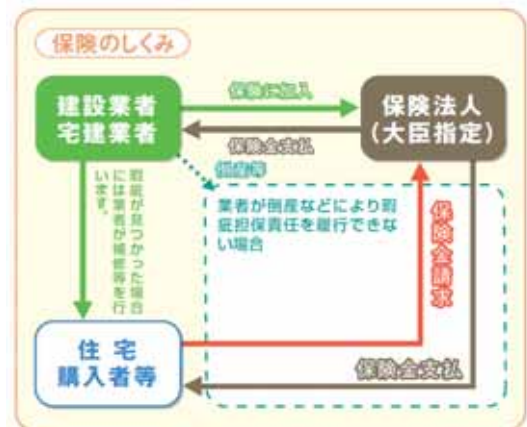 保険のしくみ
建設業者
宅建業者
保険に加入
保険金支払
保険法人
(大臣指定)
倒産等
業者が倒産などにより瑕
疵担保責任を履行できな
い場合
瑕疵が見つかった場合
には業者が補修等を行
います。
保険金請求
住宅
購入者等
保険金支払